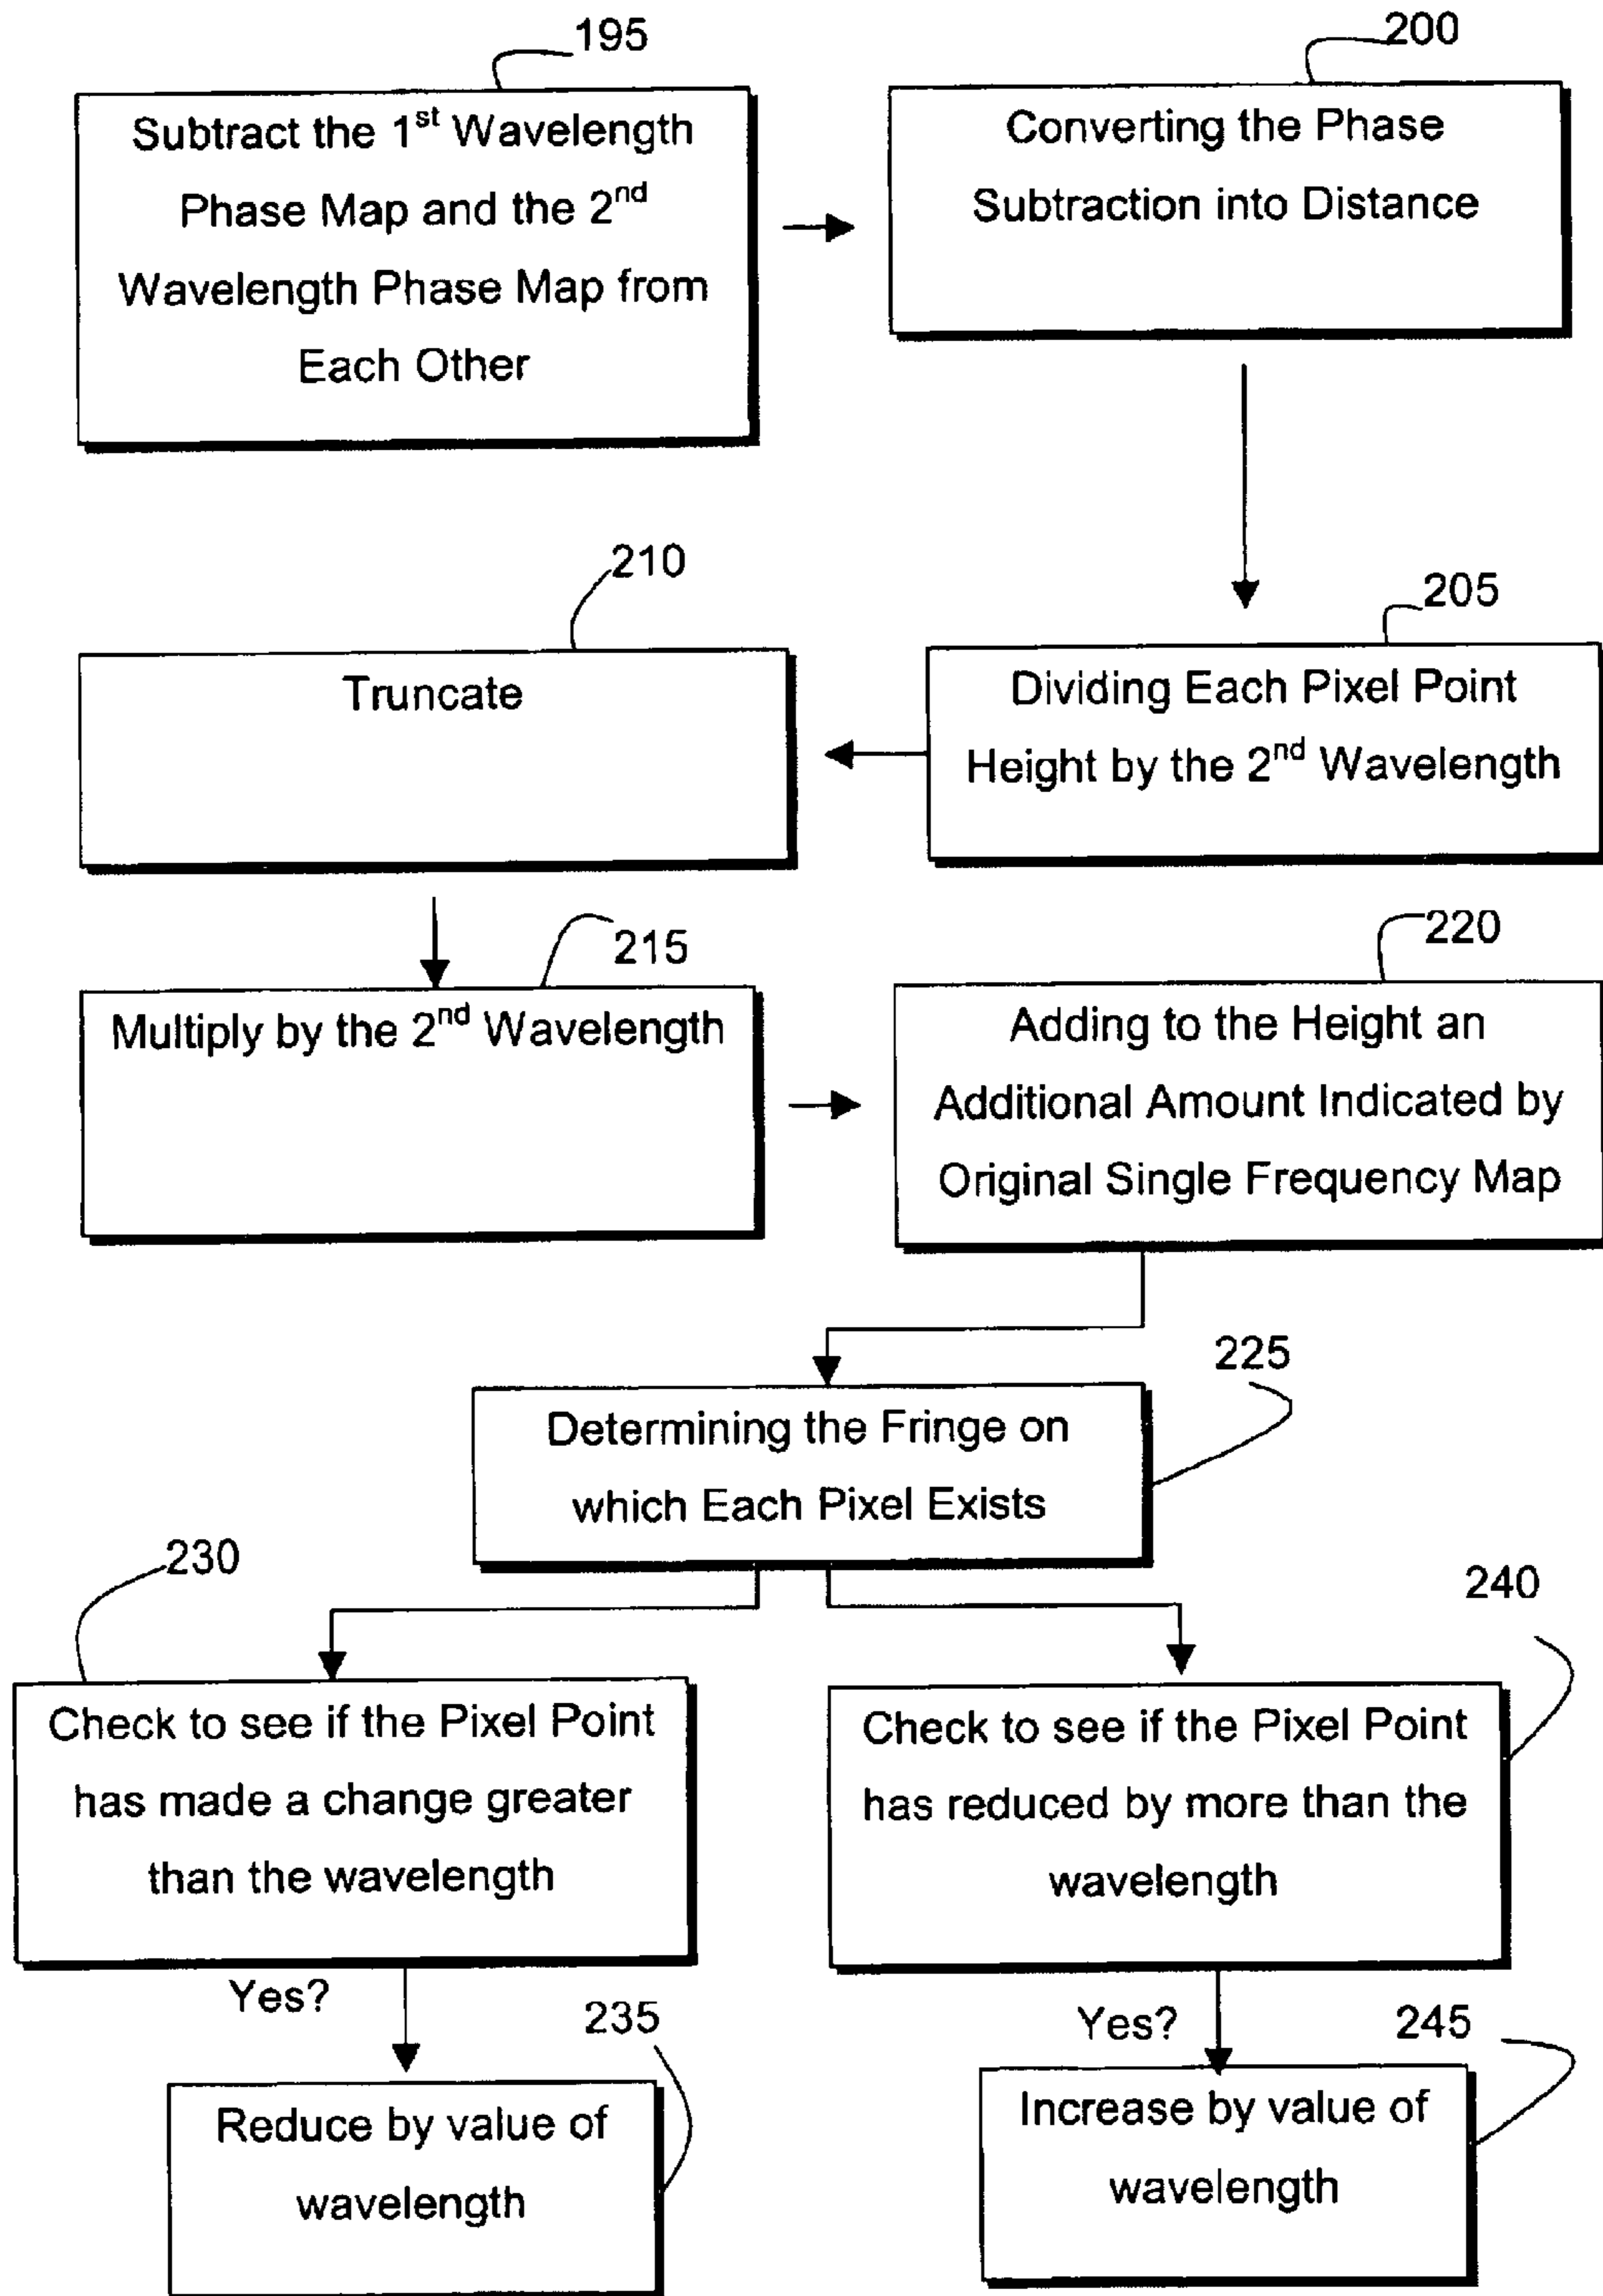 195
Subtract the 1st Wavelength
Phase Map and the 2nd
Wavelength Phase Map from
Each Other
200
Converting the Phase
Subtraction into Distance
205
Dividing Each Pixel Point
Height by the 2nd Wavelength
210
Truncate
215
Multiply by the 2nd Wavelength
220
Adding to the Height an
Additional Amount Indicated by
Original Single Frequency Map
225
Determining the Fringe on
which Each Pixel Exists
230
Check to see if the Pixel Point
has made a change greater
than the wavelength
Yes?
235
Reduce by value of
wavelength
240
Check to see if the Pixel Point
has reduced by more than the
wavelength
Yes?
245
Increase by value of
wavelength